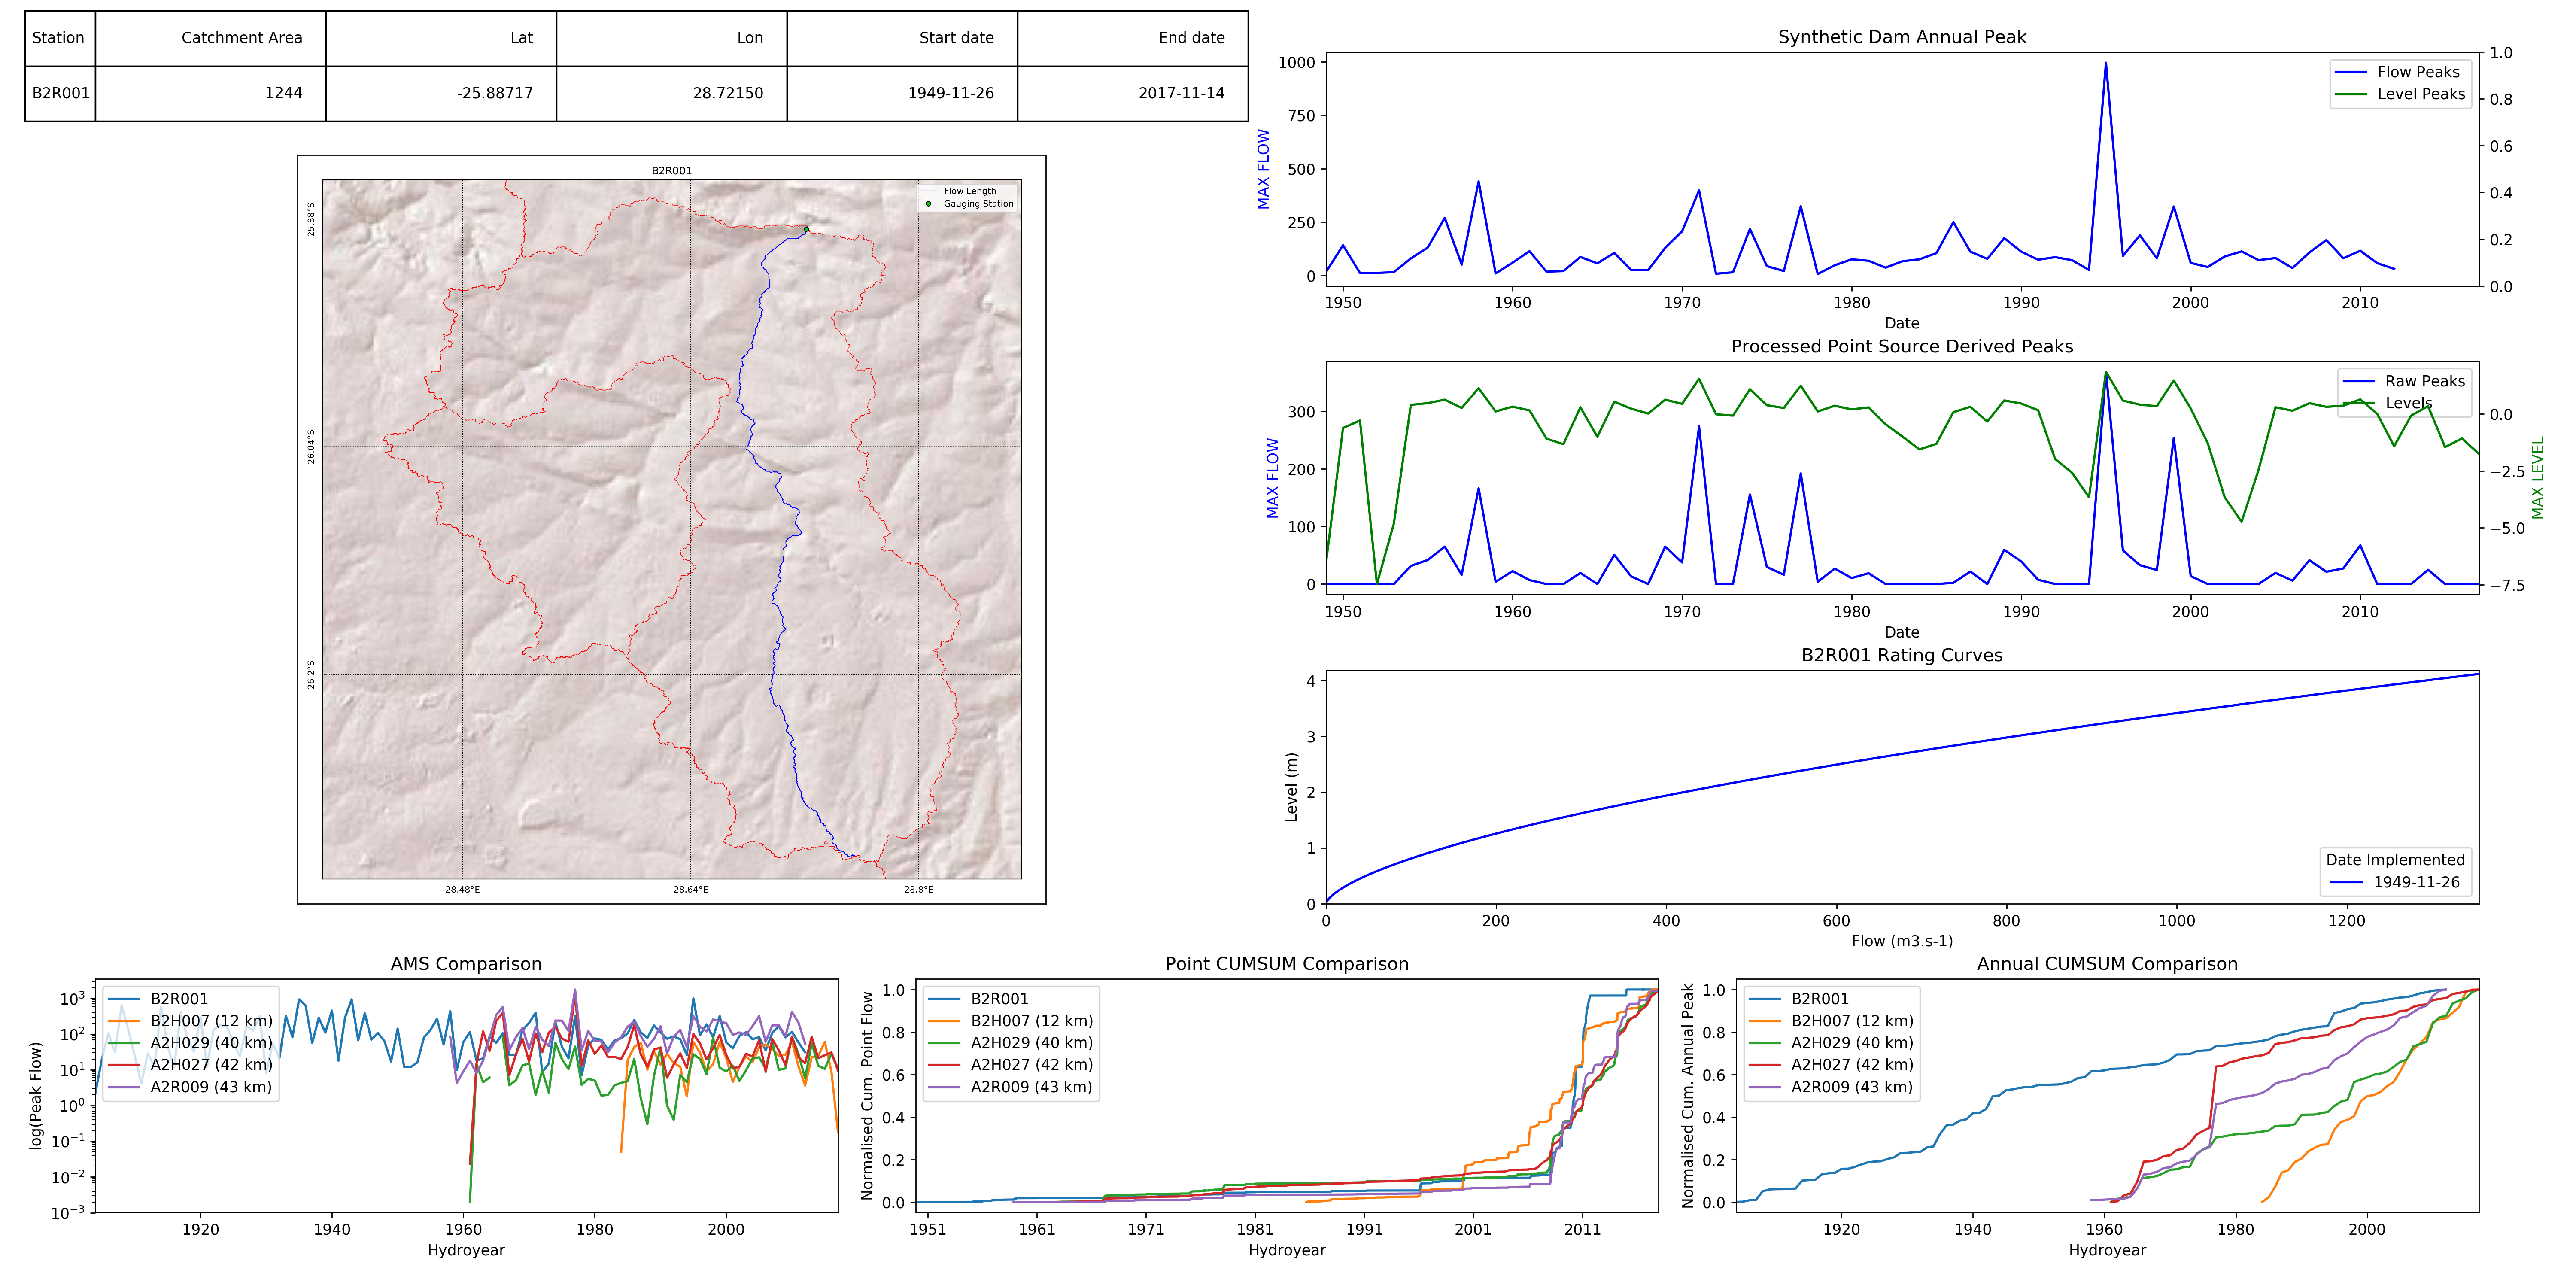 Station Catchment Area Lat Lon Start date End date
B2R001 1244 -25.88717 28.72150 1949-11-26 2017-11-14
B2R001
Flow Length
Gauging Station
25.88°S
26.04°S
26.2°S
28.48°E 28.64°E 28.8°E
Synthetic Dam Annual Peak
Flow Peaks
Level Peaks
MAX FLOW
1000
750
500
250
0
1.0
0.8
0.6
0.4
0.2
0.0
1950 1960 1970 1980 1990 2000 2010
Date
Processed Point Source Derived Peaks
Raw Peaks
Levels
MAX FLOW
300
200
100
0
0.0
−2.5
−5.0
−7.5
MAX LEVEL
1950 1960 1970 1980 1990 2000 2010
Date
B2R001 Rating Curves
Level (m)
4
3
2
1
0
Date Implemented
1949-11-26
0 200 400 600 800 1000 1200
Flow (m3.s-1)
AMS Comparison
B2R001
B2H007 (12 km)
A2H029 (40 km)
A2H027 (42 km)
A2R009 (43 km)
log(Peak Flow)
10³
10²
10¹
10⁰
10⁻¹
10⁻²
10⁻³
1920 1940 1960 1980 2000
Hydroyear
Point CUMSUM Comparison
B2R001
B2H007 (12 km)
A2H029 (40 km)
A2H027 (42 km)
A2R009 (43 km)
Normalised Cum. Point Flow
1.0
0.8
0.6
0.4
0.2
0.0
1951 1961 1971 1981 1991 2001 2011
Hydroyear
Annual CUMSUM Comparison
B2R001
B2H007 (12 km)
A2H029 (40 km)
A2H027 (42 km)
A2R009 (43 km)
Normalised Cum. Annual Peak
1.0
0.8
0.6
0.4
0.2
0.0
1920 1940 1960 1980 2000
Hydroyear